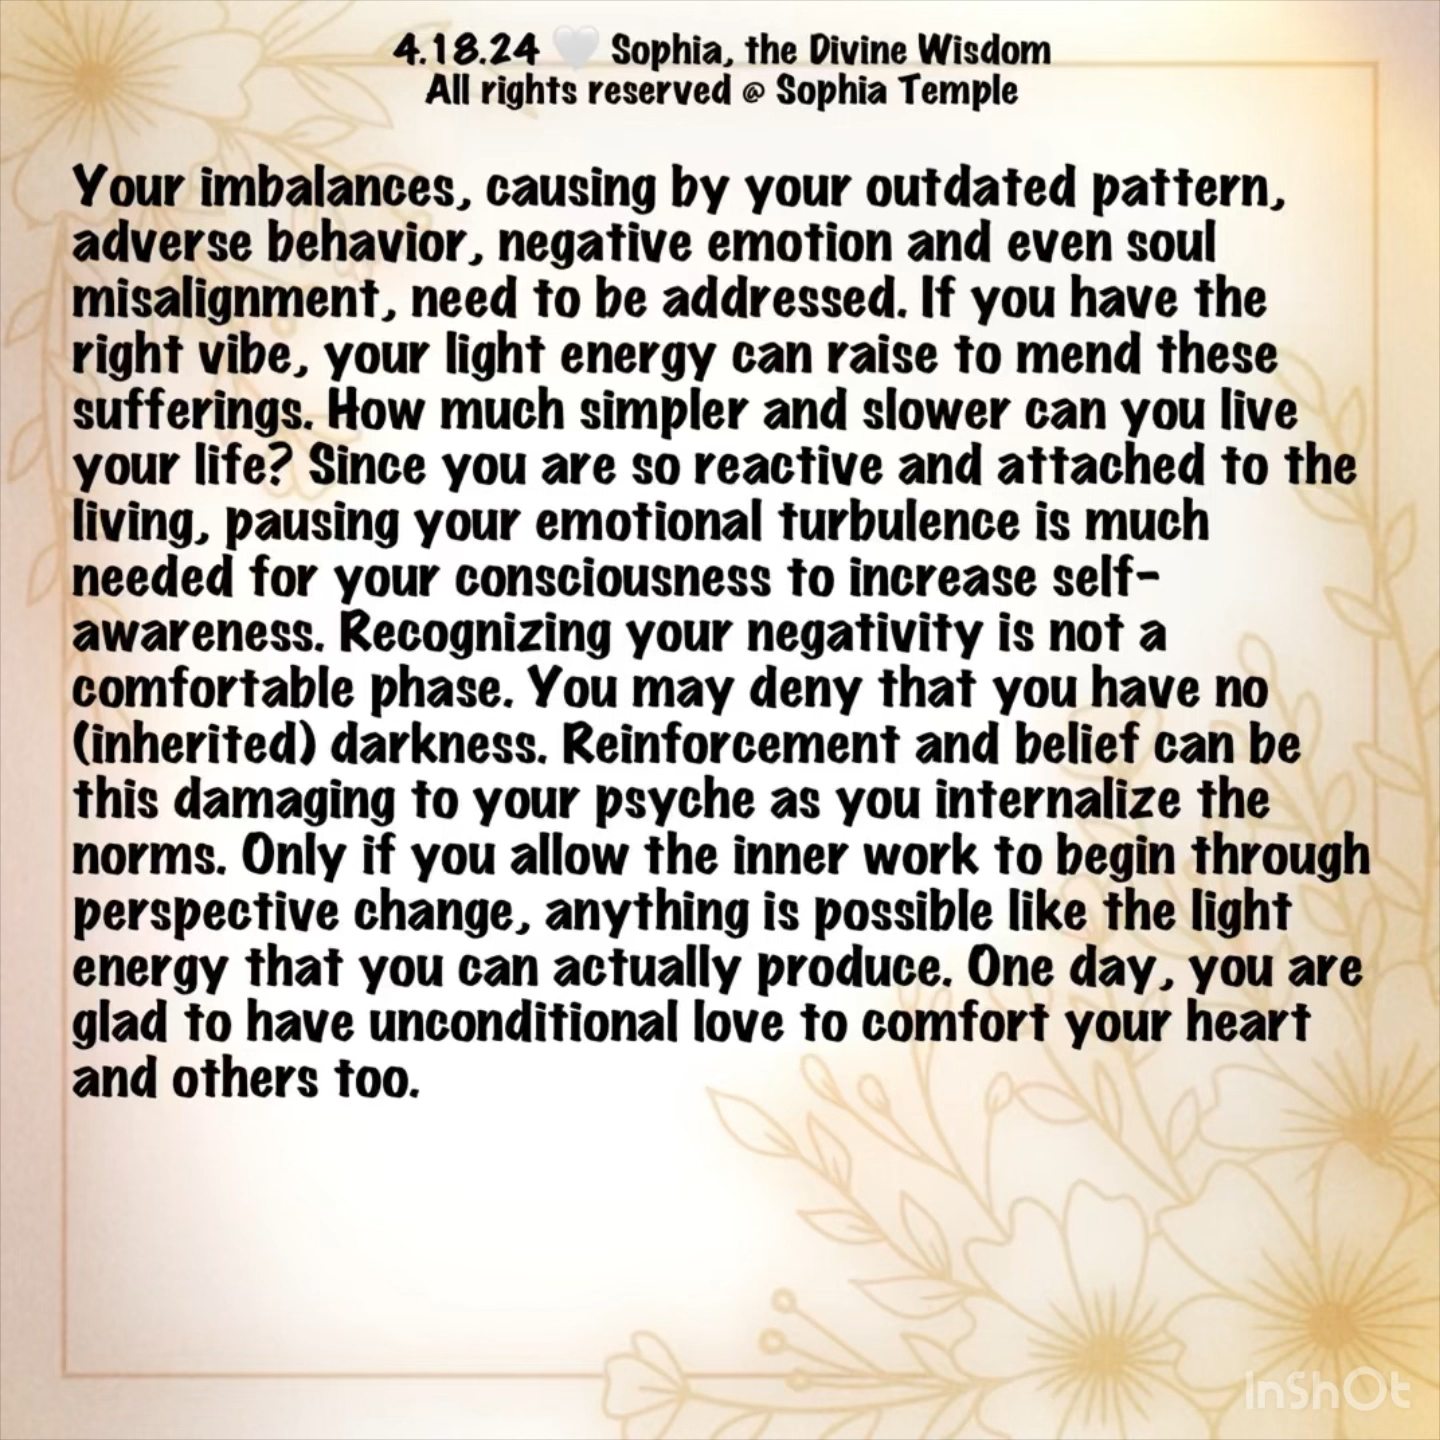 4.18.24 🤍 Sophia, the Divine Wisdom
All rights reserved @ Sophia Temple
Your imbalances, causing by your outdated pattern,
adverse behavior, negative emotion and even soul
misalignment, need to be addressed. If you have the
right vibe, your light energy can raise to mend these
sufferings. How much simpler and slower can you live
your life? Since you are so reactive and attached to the
living, pausing your emotional turbulence is much
needed for your consciousness to increase self-
awareness. Recognizing your negativity is not a
comfortable phase. You may deny that you have no
(inherited) darkness. Reinforcement and belief can be
this damaging to your psyche as you internalize the
norms. Only if you allow the inner work to begin through
perspective change, anything is possible like the light
energy that you can actually produce. One day, you are
glad to have unconditional love to comfort your heart
and others too.
InShOt